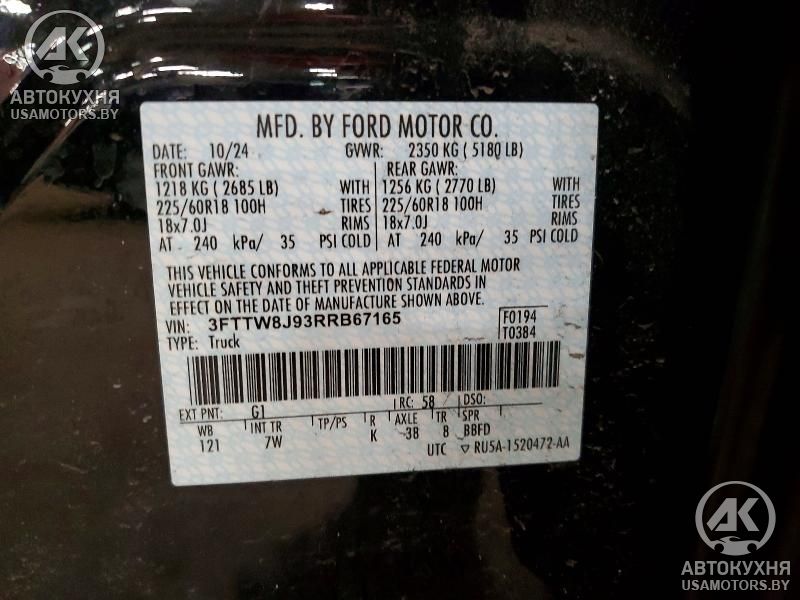 AK
АВТОКУХНЯ
USAMOTORS.BY
MFD. BY FORD MOTOR CO.
DATE: 10/24 GVWR: 2350 KG ( 5180 LB)
FRONT GAWR: REAR GAWR:
1218 KG ( 2685 LB) WITH 1256 KG ( 2770 LB) WITH
225/60R18 100H TIRES 225/60R18 100H TIRES
18x7.0J RIMS 18x7.0J RIMS
AT 240 kPa/ 35 PSI COLD AT 240 kPa/ 35 PSI COLD
THIS VEHICLE CONFORMS TO ALL APPLICABLE FEDERAL MOTOR
VEHICLE SAFETY AND THEFT PREVENTION STANDARDS IN
EFFECT ON THE DATE OF MANUFACTURE SHOWN ABOVE.
VIN: 3FTTW8J93RRB67165 F0194
TYPE: Truck T0384
EXT PNT: G1 RC: 58 DSO:
WB INT TR TP/PS R AXLE TR SPR
121 7W K 3B 8 BBFD
UTC ▽ RU5A-1520472-AA
AK
АВТОКУХНЯ
USAMOTORS.BY